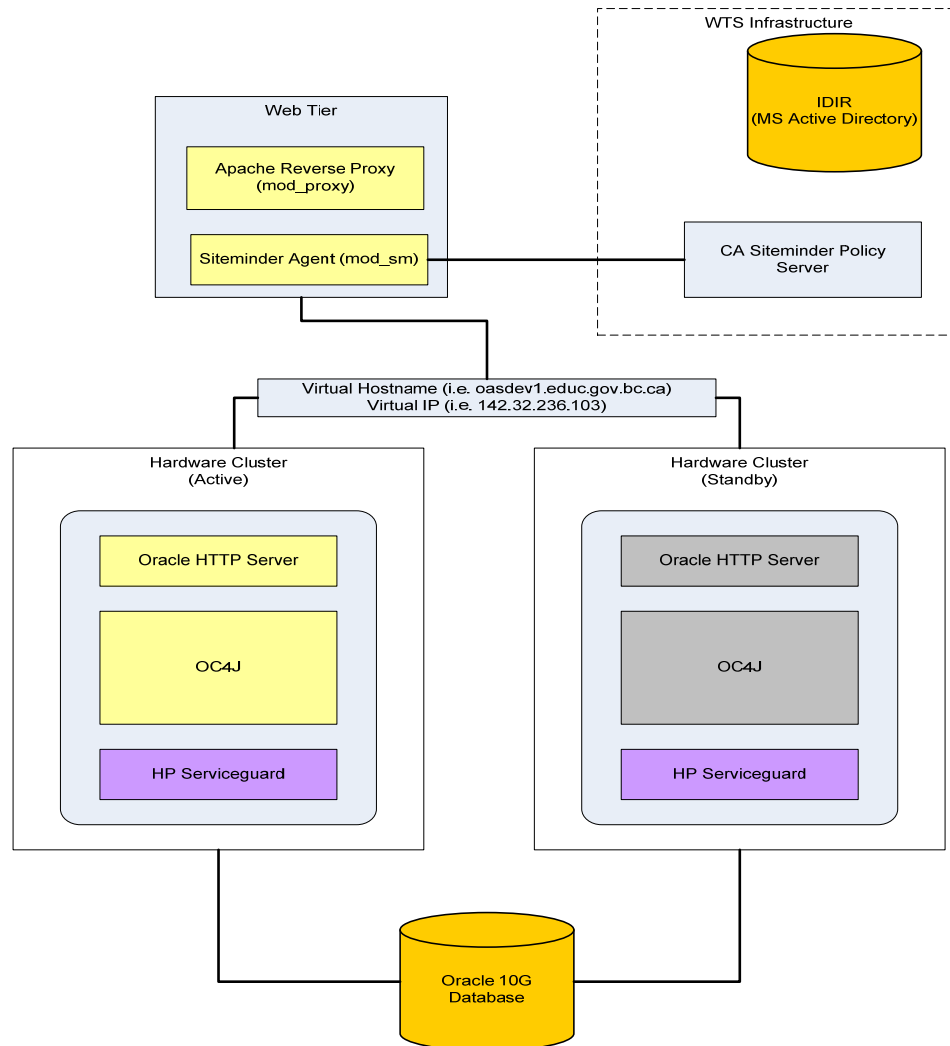 WTS Infrastructure
IDIR
(MS Active Directory)
Web Tier
Apache Reverse Proxy
(mod_proxy)
Siteminder Agent (mod_sm)
CA Siteminder Policy
Server
Virtual Hostname (i.e. oasdev1.educ.gov.bc.ca)
Virtual IP (i.e. 142.32.236.103)
Hardware Cluster
(Active)
Oracle HTTP Server
OC4J
HP Serviceguard
Hardware Cluster
(Standby)
Oracle HTTP Server
OC4J
HP Serviceguard
Oracle 10G
Database